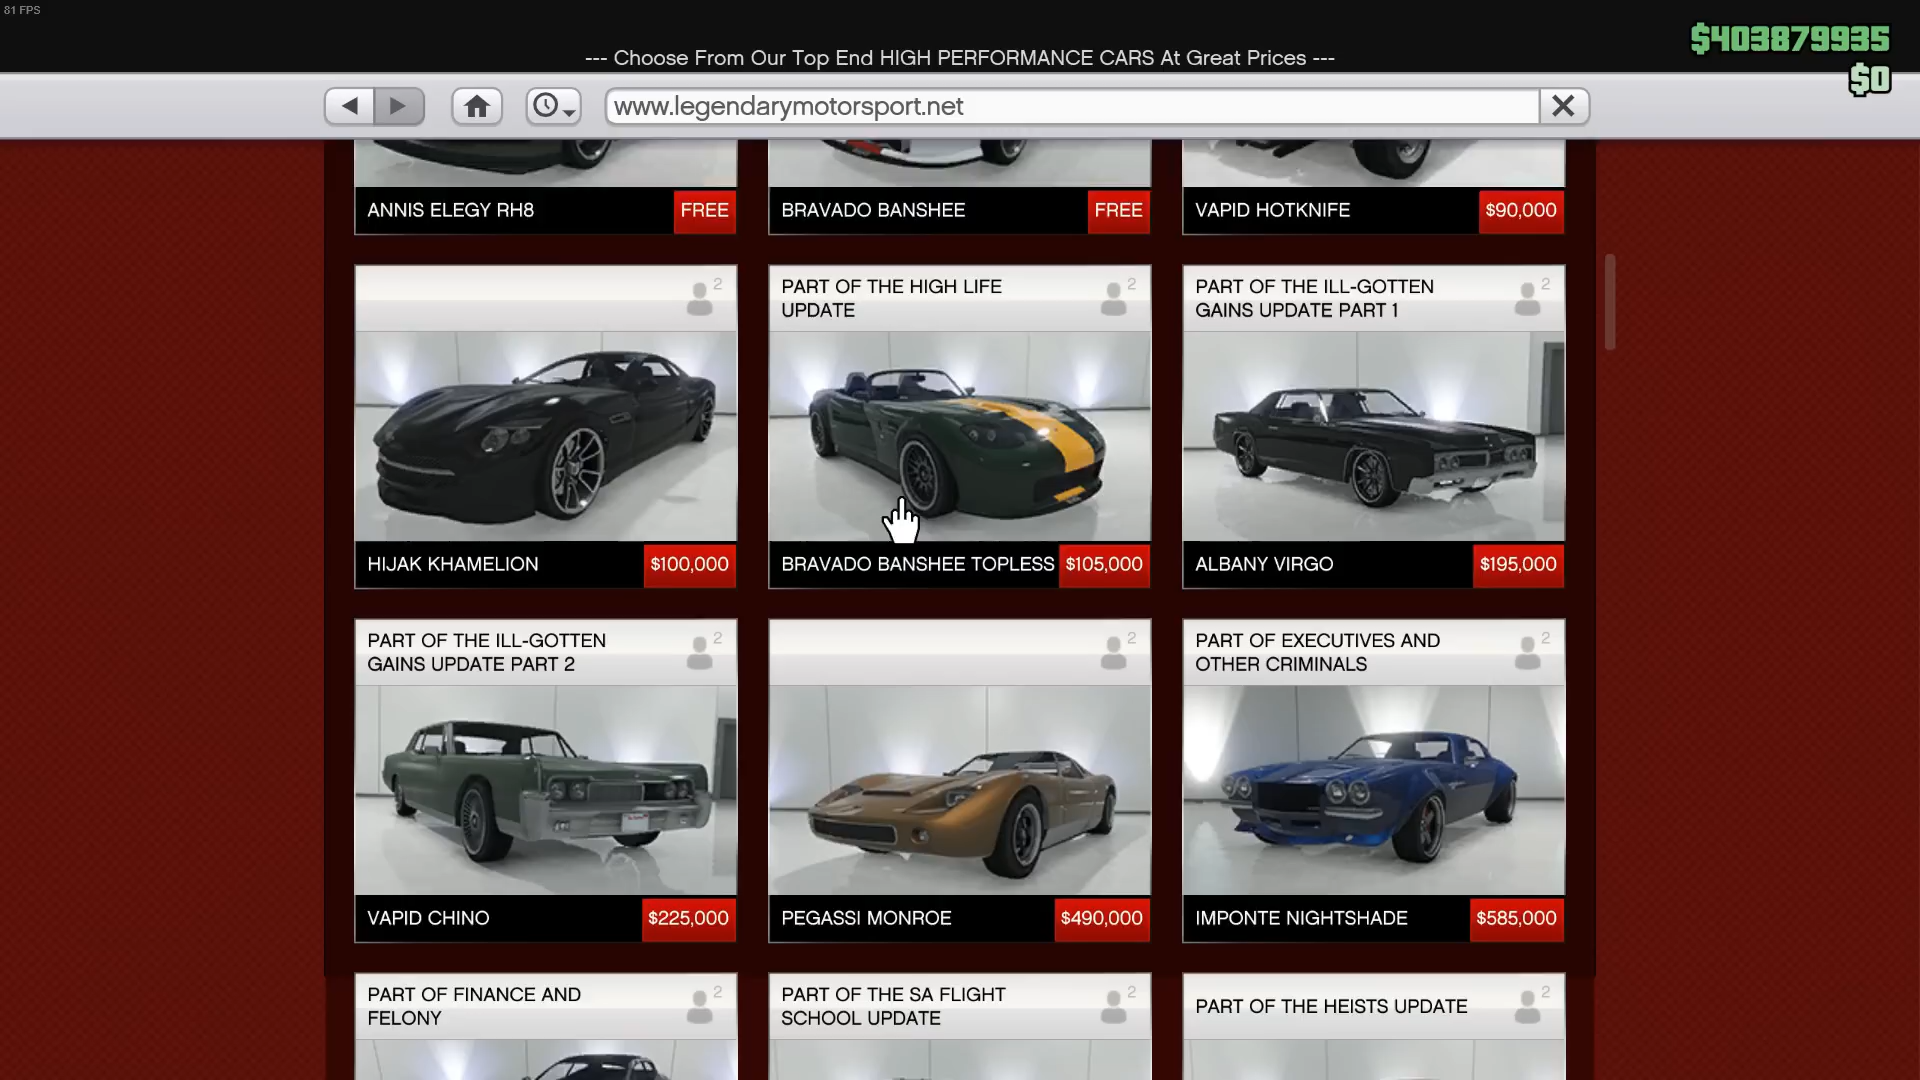 81 FPS
$403879935
--- Choose From Our Top End HIGH PERFORMANCE CARS At Great Prices ---
$0
www.legendarymotorsport.net
ANNIS ELEGY RH8 FREE
BRAVADO BANSHEE FREE
VAPID HOTKNIFE $90,000
2
HIJAK KHAMELION $100,000
PART OF THE HIGH LIFE
UPDATE
2
BRAVADO BANSHEE TOPLESS $105,000
PART OF THE ILL-GOTTEN
GAINS UPDATE PART 1
2
ALBANY VIRGO $195,000
PART OF THE ILL-GOTTEN
GAINS UPDATE PART 2
2
VAPID CHINO $225,000
2
PEGASSI MONROE $490,000
PART OF EXECUTIVES AND
OTHER CRIMINALS
2
IMPONTE NIGHTSHADE $585,000
PART OF FINANCE AND
FELONY
2
PART OF THE SA FLIGHT
SCHOOL UPDATE
2
PART OF THE HEISTS UPDATE
2